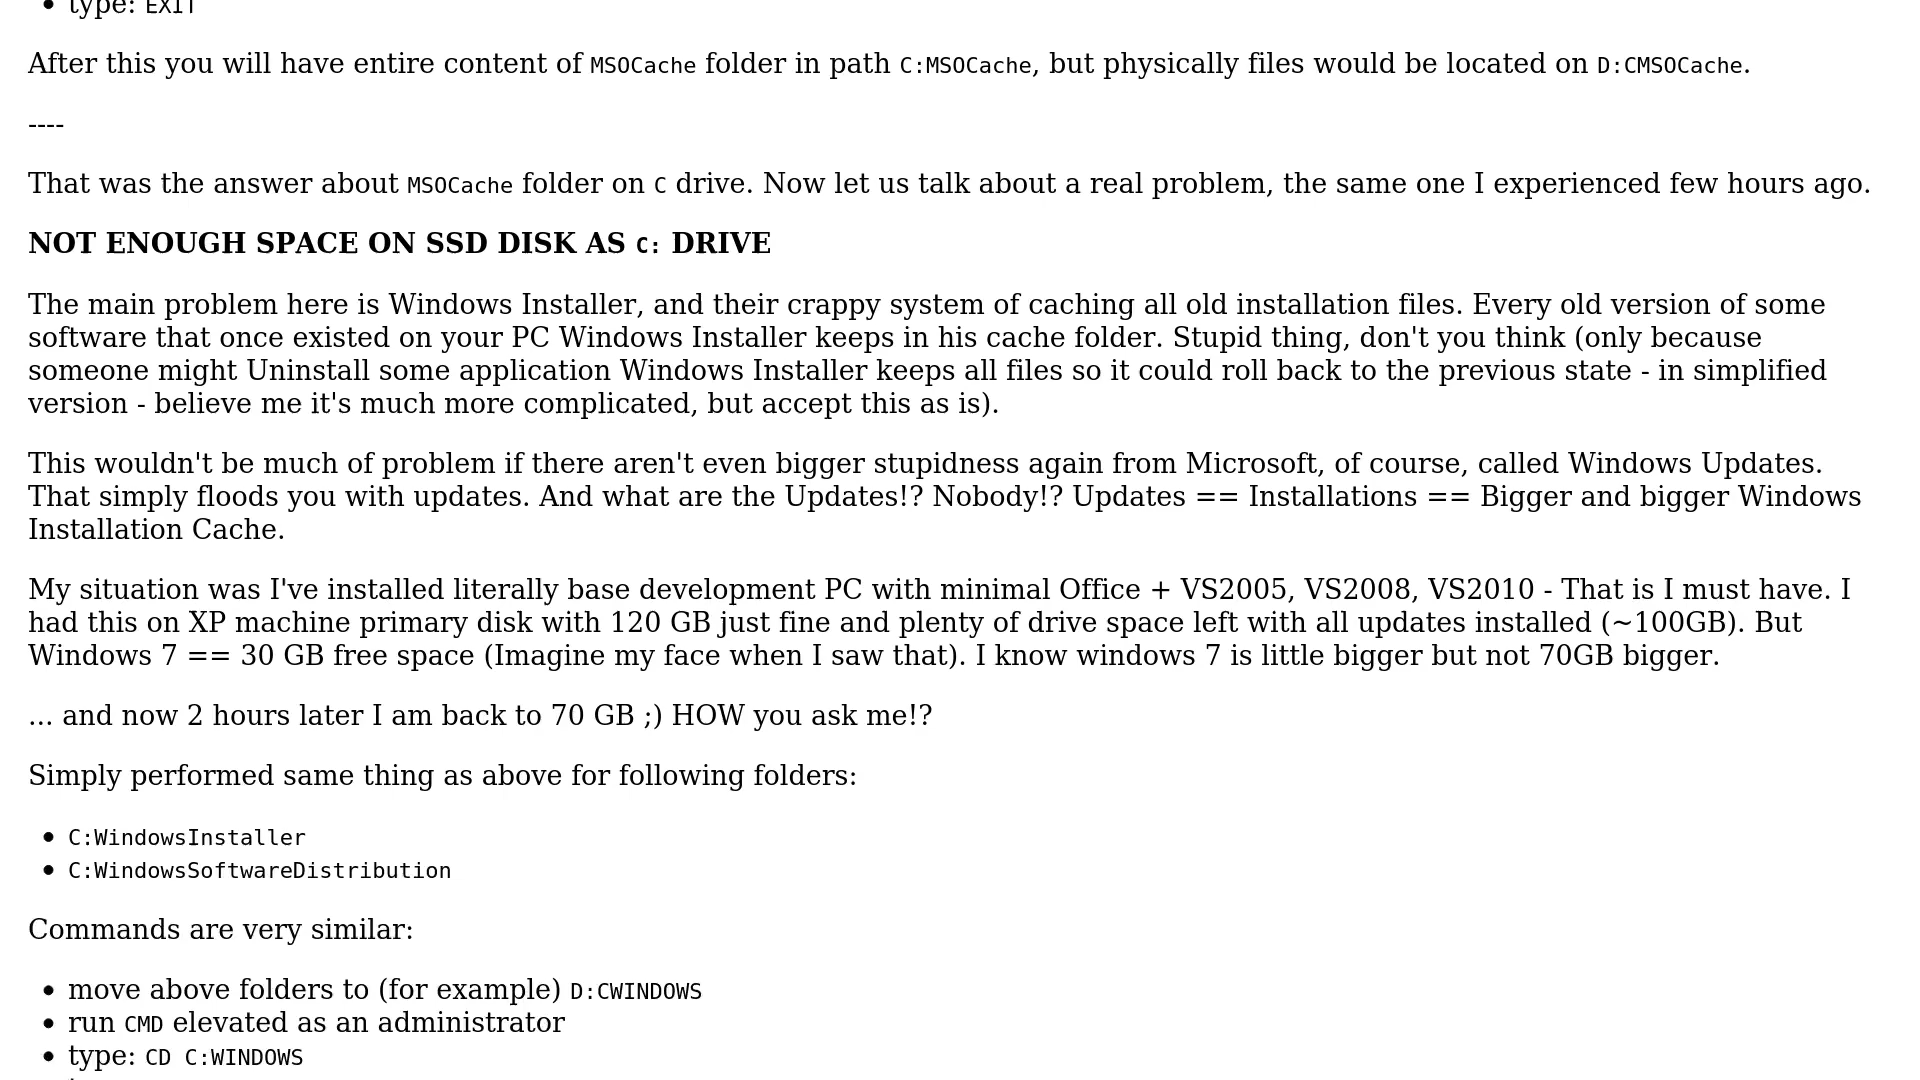 type: EXIT
After this you will have entire content of MSOCache folder in path C:MSOCache, but physically files would be located on D:CMSOCache.
----
That was the answer about MSOCache folder on C drive. Now let us talk about a real problem, the same one I experienced few hours ago.
NOT ENOUGH SPACE ON SSD DISK AS C: DRIVE
The main problem here is Windows Installer, and their crappy system of caching all old installation files. Every old version of some
software that once existed on your PC Windows Installer keeps in his cache folder. Stupid thing, don't you think (only because
someone might Uninstall some application Windows Installer keeps all files so it could roll back to the previous state - in simplified
version - believe me it's much more complicated, but accept this as is).
This wouldn't be much of problem if there aren't even bigger stupidness again from Microsoft, of course, called Windows Updates.
That simply floods you with updates. And what are the Updates!? Nobody!? Updates == Installations == Bigger and bigger Windows
Installation Cache.
My situation was I've installed literally base development PC with minimal Office + VS2005, VS2008, VS2010 - That is I must have. I
had this on XP machine primary disk with 120 GB just fine and plenty of drive space left with all updates installed (~100GB). But
Windows 7 == 30 GB free space (Imagine my face when I saw that). I know windows 7 is little bigger but not 70GB bigger.
... and now 2 hours later I am back to 70 GB ;) HOW you ask me!?
Simply performed same thing as above for following folders:
C:WindowsInstaller
C:WindowsSoftwareDistribution
Commands are very similar:
move above folders to (for example) D:CWINDOWS
run CMD elevated as an administrator
type: CD C:WINDOWS